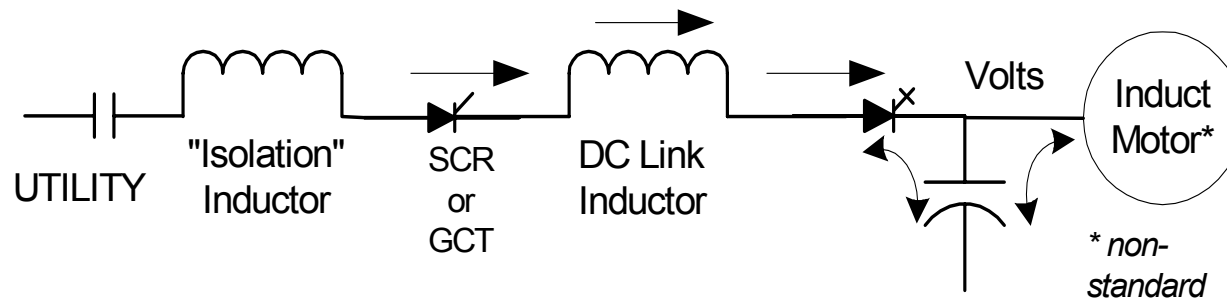 UTILITY
"Isolation"
Inductor
SCR
or
GCT
DC Link
Inductor
Volts
Induct
Motor*
* non-
standard